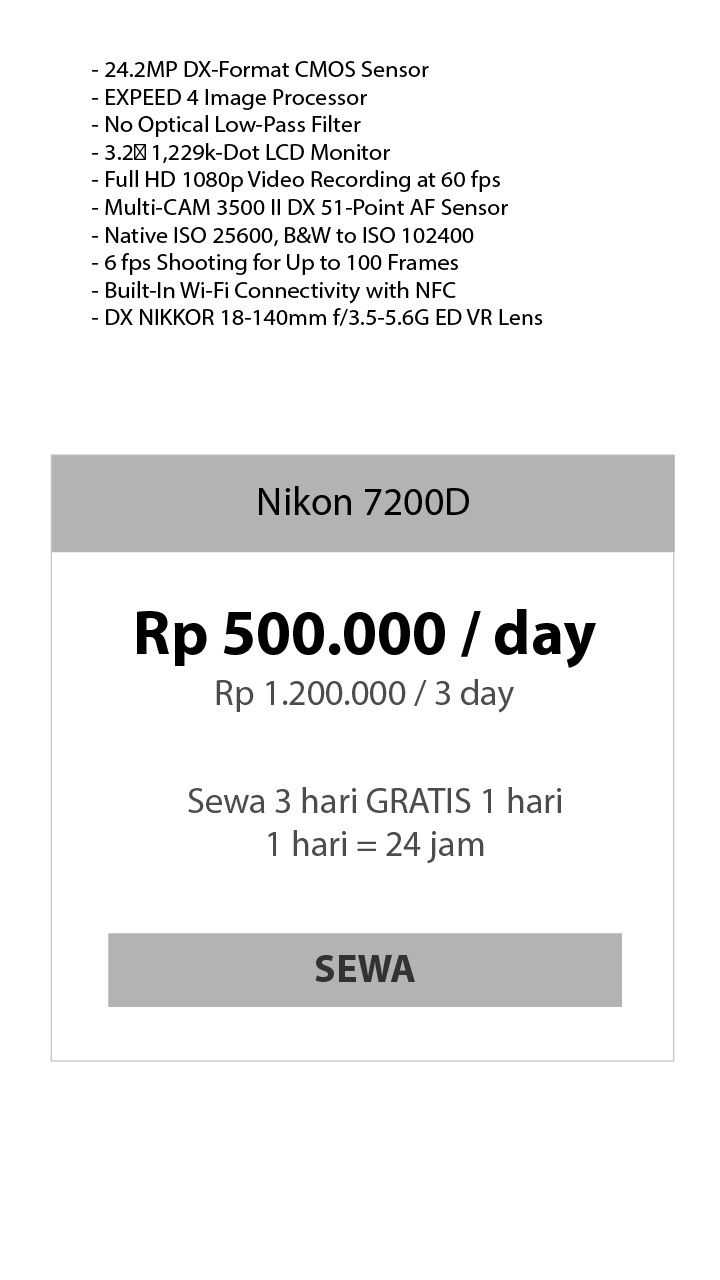 - 24.2MP DX-Format CMOS Sensor
- EXPEED 4 Image Processor
- No Optical Low-Pass Filter
- 3.2 1,229k-Dot LCD Monitor
- Full HD 1080p Video Recording at 60 fps
- Multi-CAM 3500 II DX 51-Point AF Sensor
- Native ISO 25600, B&W to ISO 102400
- 6 fps Shooting for Up to 100 Frames
- Built-In Wi-Fi Connectivity with NFC
- DX NIKKOR 18-140mm f/3.5-5.6G ED VR Lens
Nikon 7200D
Rp 500.000 / day
Rp 1.200.000 / 3 day
Sewa 3 hari GRATIS 1 hari
1 hari = 24 jam
SEWA